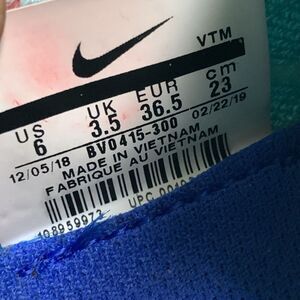 VTM
US UK EUR cm
6 3.5 36.5 23
12/05/18 BV0415-300 02/22/19
MADE IN VIETNAM
FABRIQUE AU VIETNAM
UPC